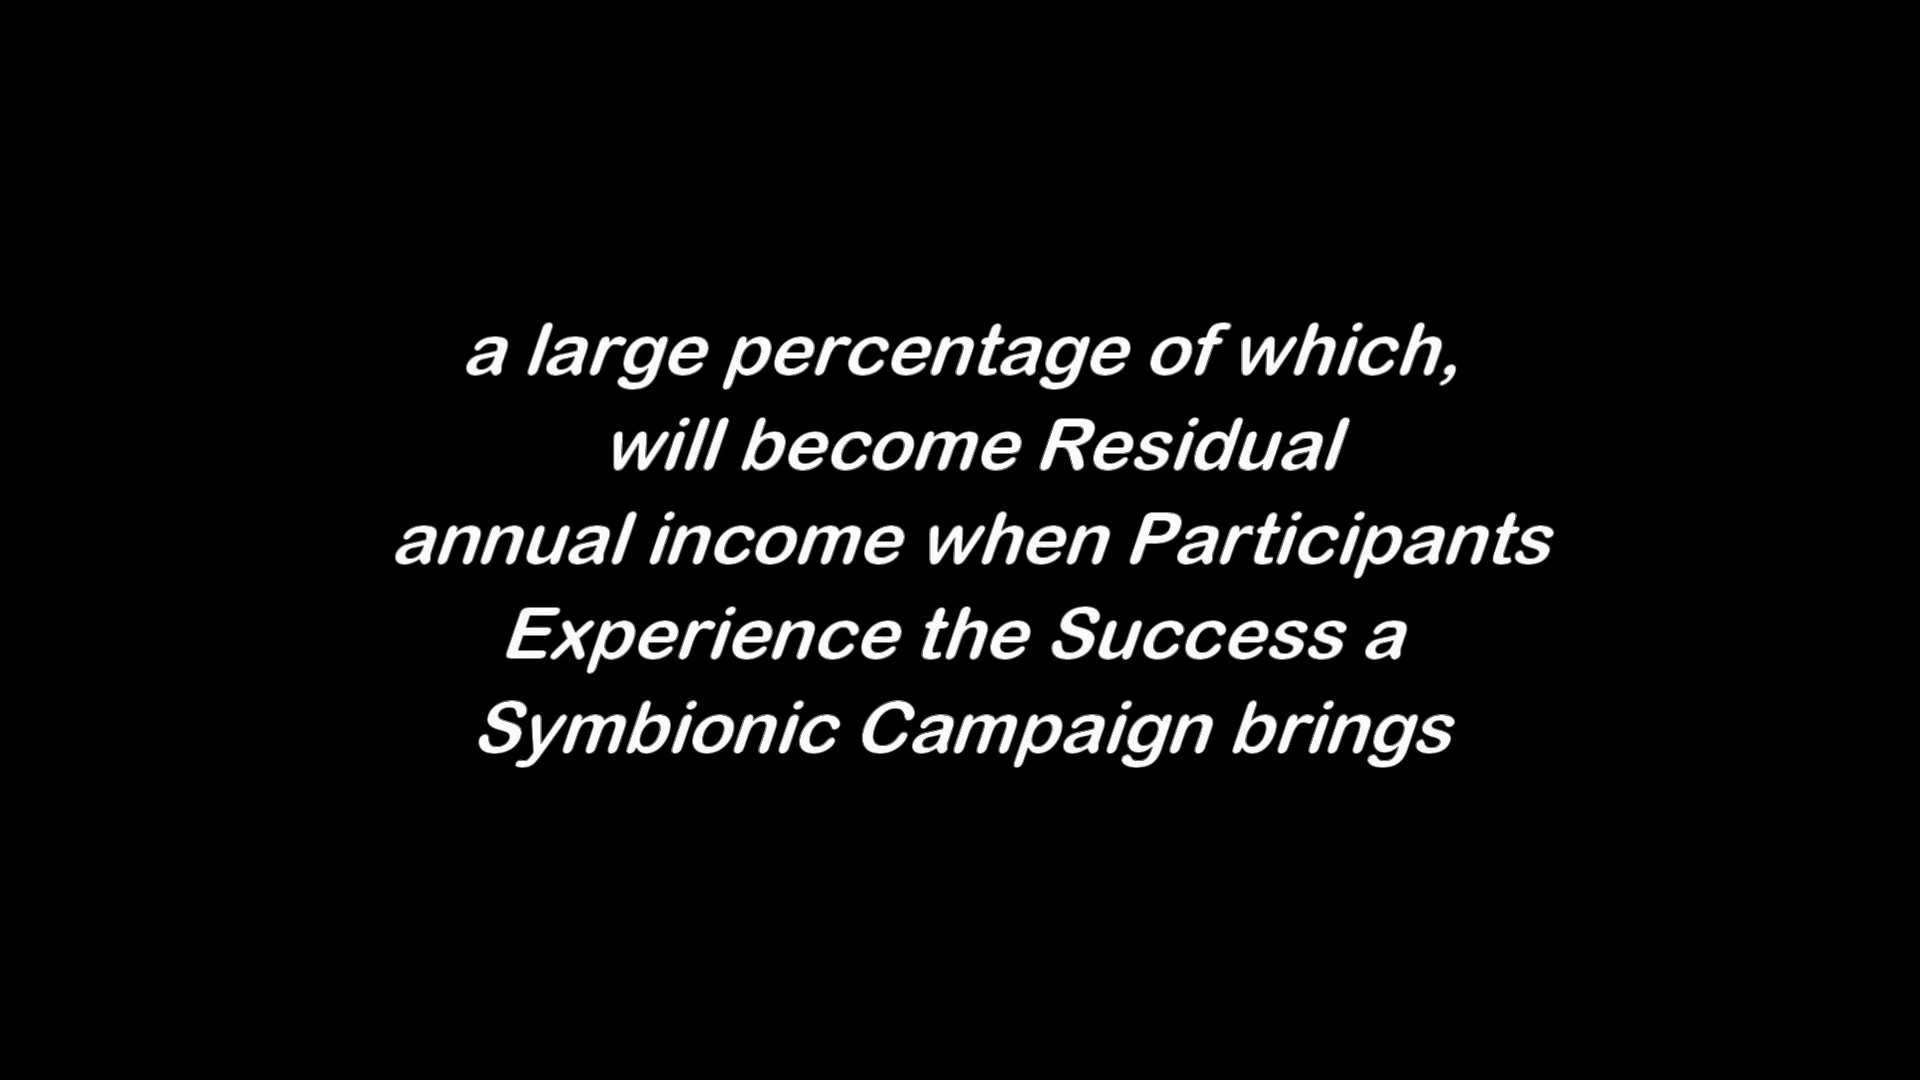 a large percentage of which,
will become Residual
annual income when Participants
Experience the Success a
Symbionic Campaign brings